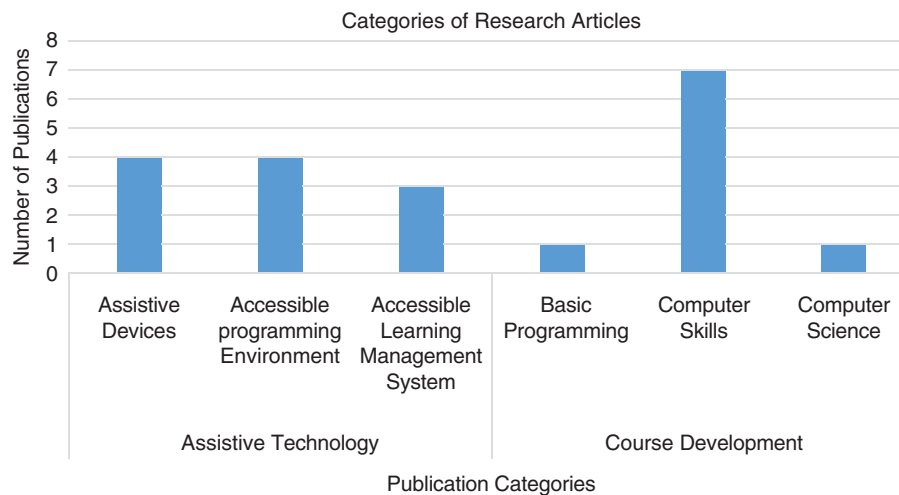 Categories of Research Articles
Number of Publications
8
7
6
5
4
3
2
1
0
Assistive
Devices
Accessible
programming
Environment
Accessible
Learning
Management
System
Basic
Programming
Computer
Skills
Computer
Science
Assistive Technology
Course Development
Publication Categories